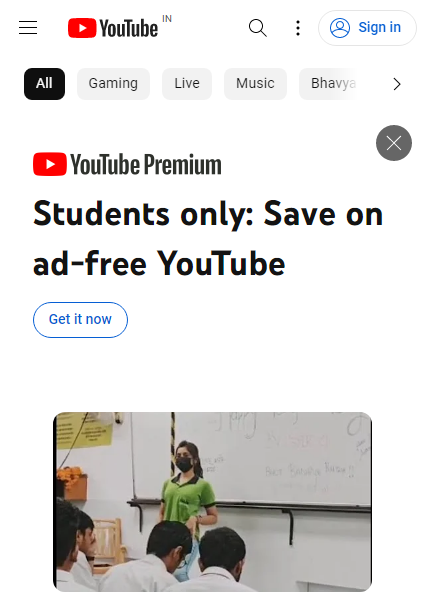 YouTube IN
Sign in
All
Gaming
Live
Music
Bhavya
YouTube Premium
Students only: Save on
ad-free YouTube
Get it now